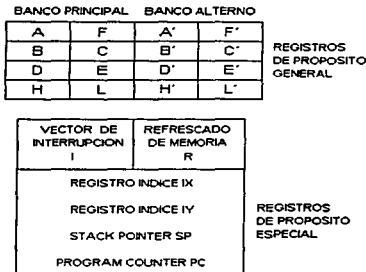 BANCO PRINCIPAL BANCO ALTERNO
A F A' F'
B C B' C'
D E D' E'
H L H' L'
REGISTROS
DE PROPOSITO
GENERAL
VECTOR DE
INTERRUPCION
I
REFRESCADO
DE MEMORIA
R
REGISTRO INDICE IX
REGISTRO INDICE IY
STACK POINTER SP
PROGRAM COUNTER PC
REGISTROS
DE PROPOSITO
ESPECIAL